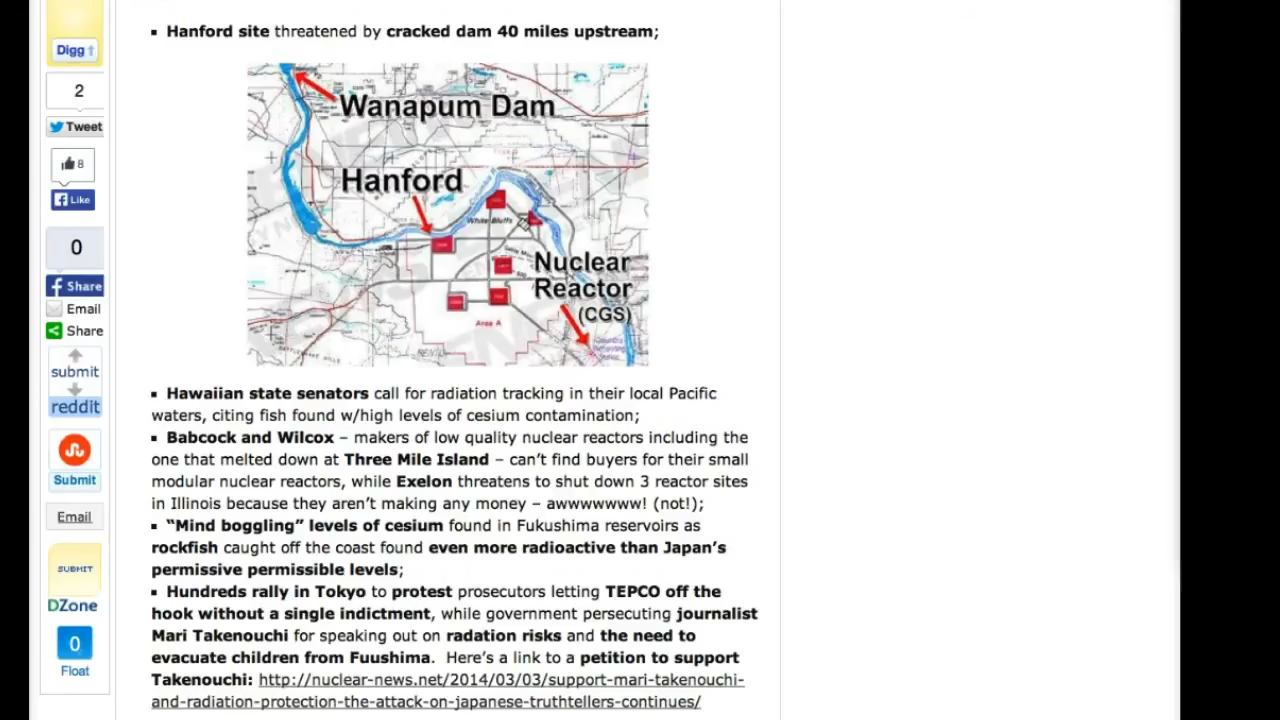 Digg
2
Tweet
8
Like
0
Share
Email
Share
submit
reddit
Submit
Email
SUBMIT
DZone
0
Float
▪ Hanford site threatened by cracked dam 40 miles upstream;
Wanapum Dam
Hanford
White Bluffs
Nuclear
Reactor
(CGS)
Area A
▪ Hawaiian state senators call for radiation tracking in their local Pacific
waters, citing fish found w/high levels of cesium contamination;
▪ Babcock and Wilcox – makers of low quality nuclear reactors including the
one that melted down at Three Mile Island – can’t find buyers for their small
modular nuclear reactors, while Exelon threatens to shut down 3 reactor sites
in Illinois because they aren’t making any money – awwwwwww! (not!);
▪ “Mind boggling” levels of cesium found in Fukushima reservoirs as
rockfish caught off the coast found even more radioactive than Japan’s
permissive permissible levels;
▪ Hundreds rally in Tokyo to protest prosecutors letting TEPCO off the
hook without a single indictment, while government persecuting journalist
Mari Takenouchi for speaking out on radation risks and the need to
evacuate children from Fuushima. Here’s a link to a petition to support
Takenouchi: http://nuclear-news.net/2014/03/03/support-mari-takenouchi-
and-radiation-protection-the-attack-on-japanese-truthtellers-continues/